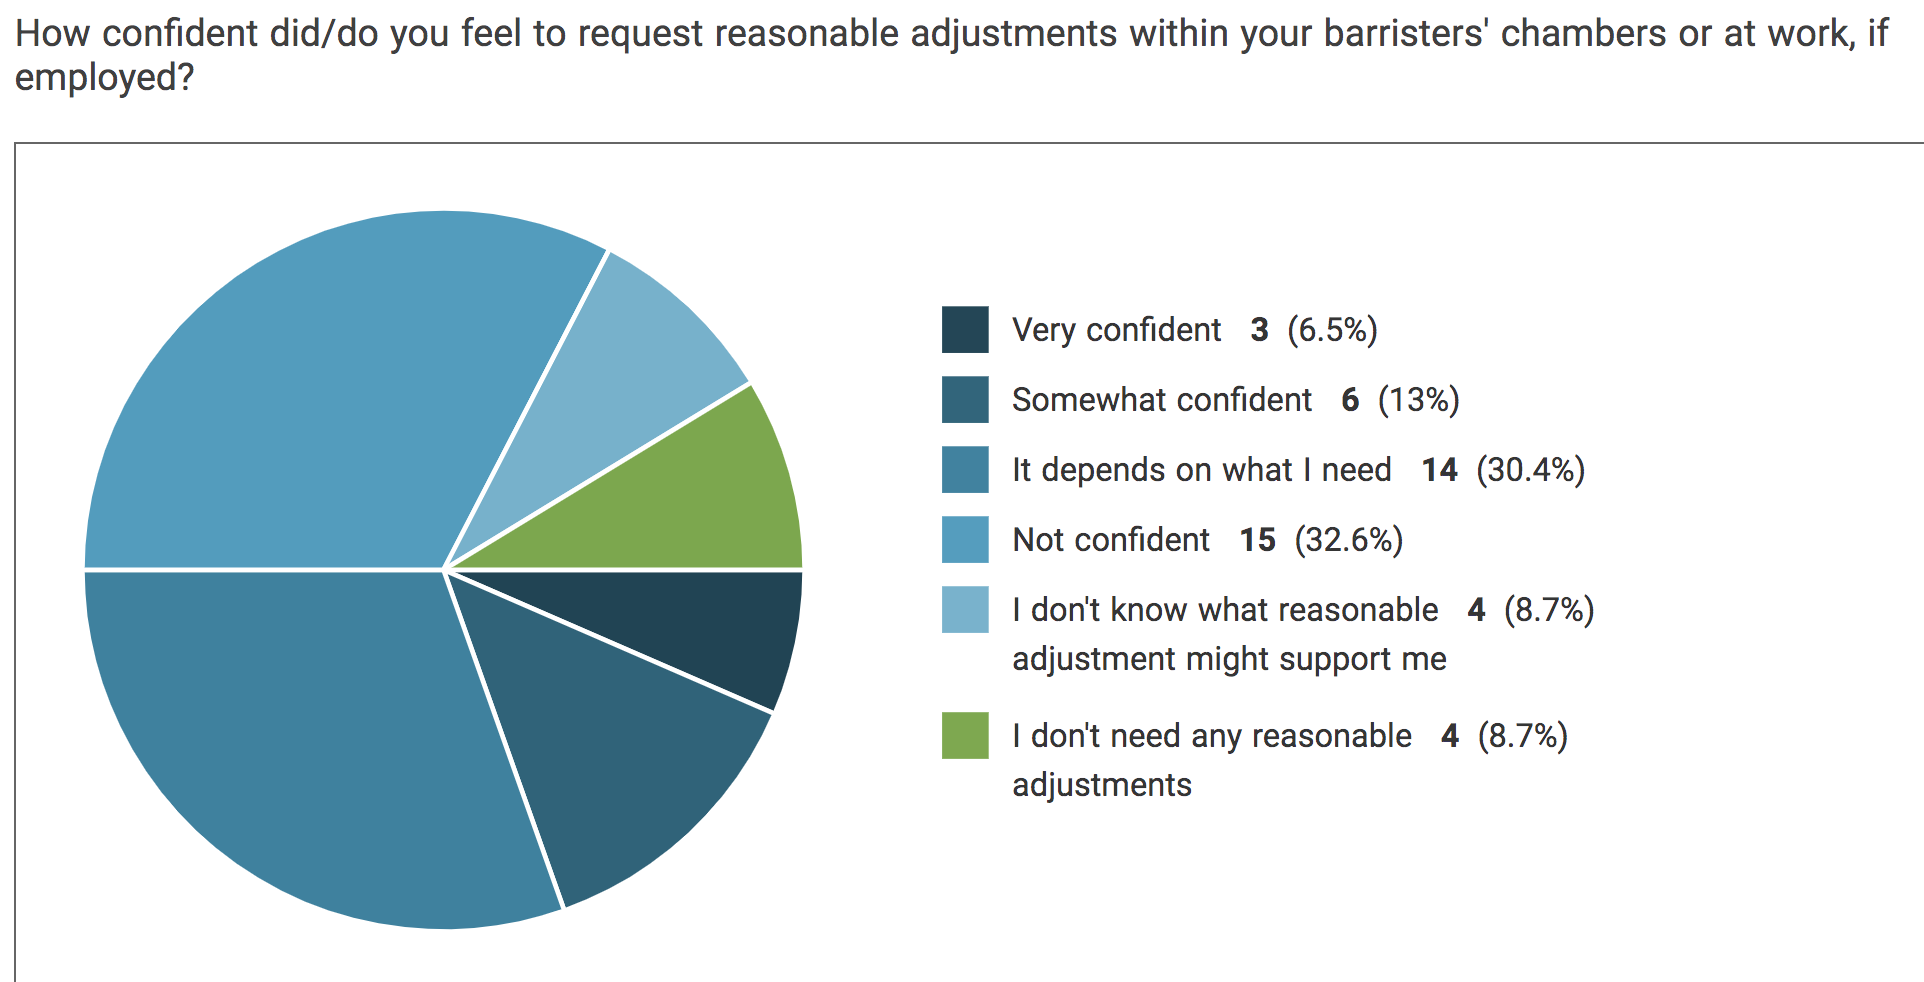 How confident did/do you feel to request reasonable adjustments within your barristers' chambers or at work, if
employed?
Very confident 3 (6.5%)
Somewhat confident 6 (13%)
It depends on what I need 14 (30.4%)
Not confident 15 (32.6%)
I don't know what reasonable 4 (8.7%)
adjustment might support me
I don't need any reasonable 4 (8.7%)
adjustments